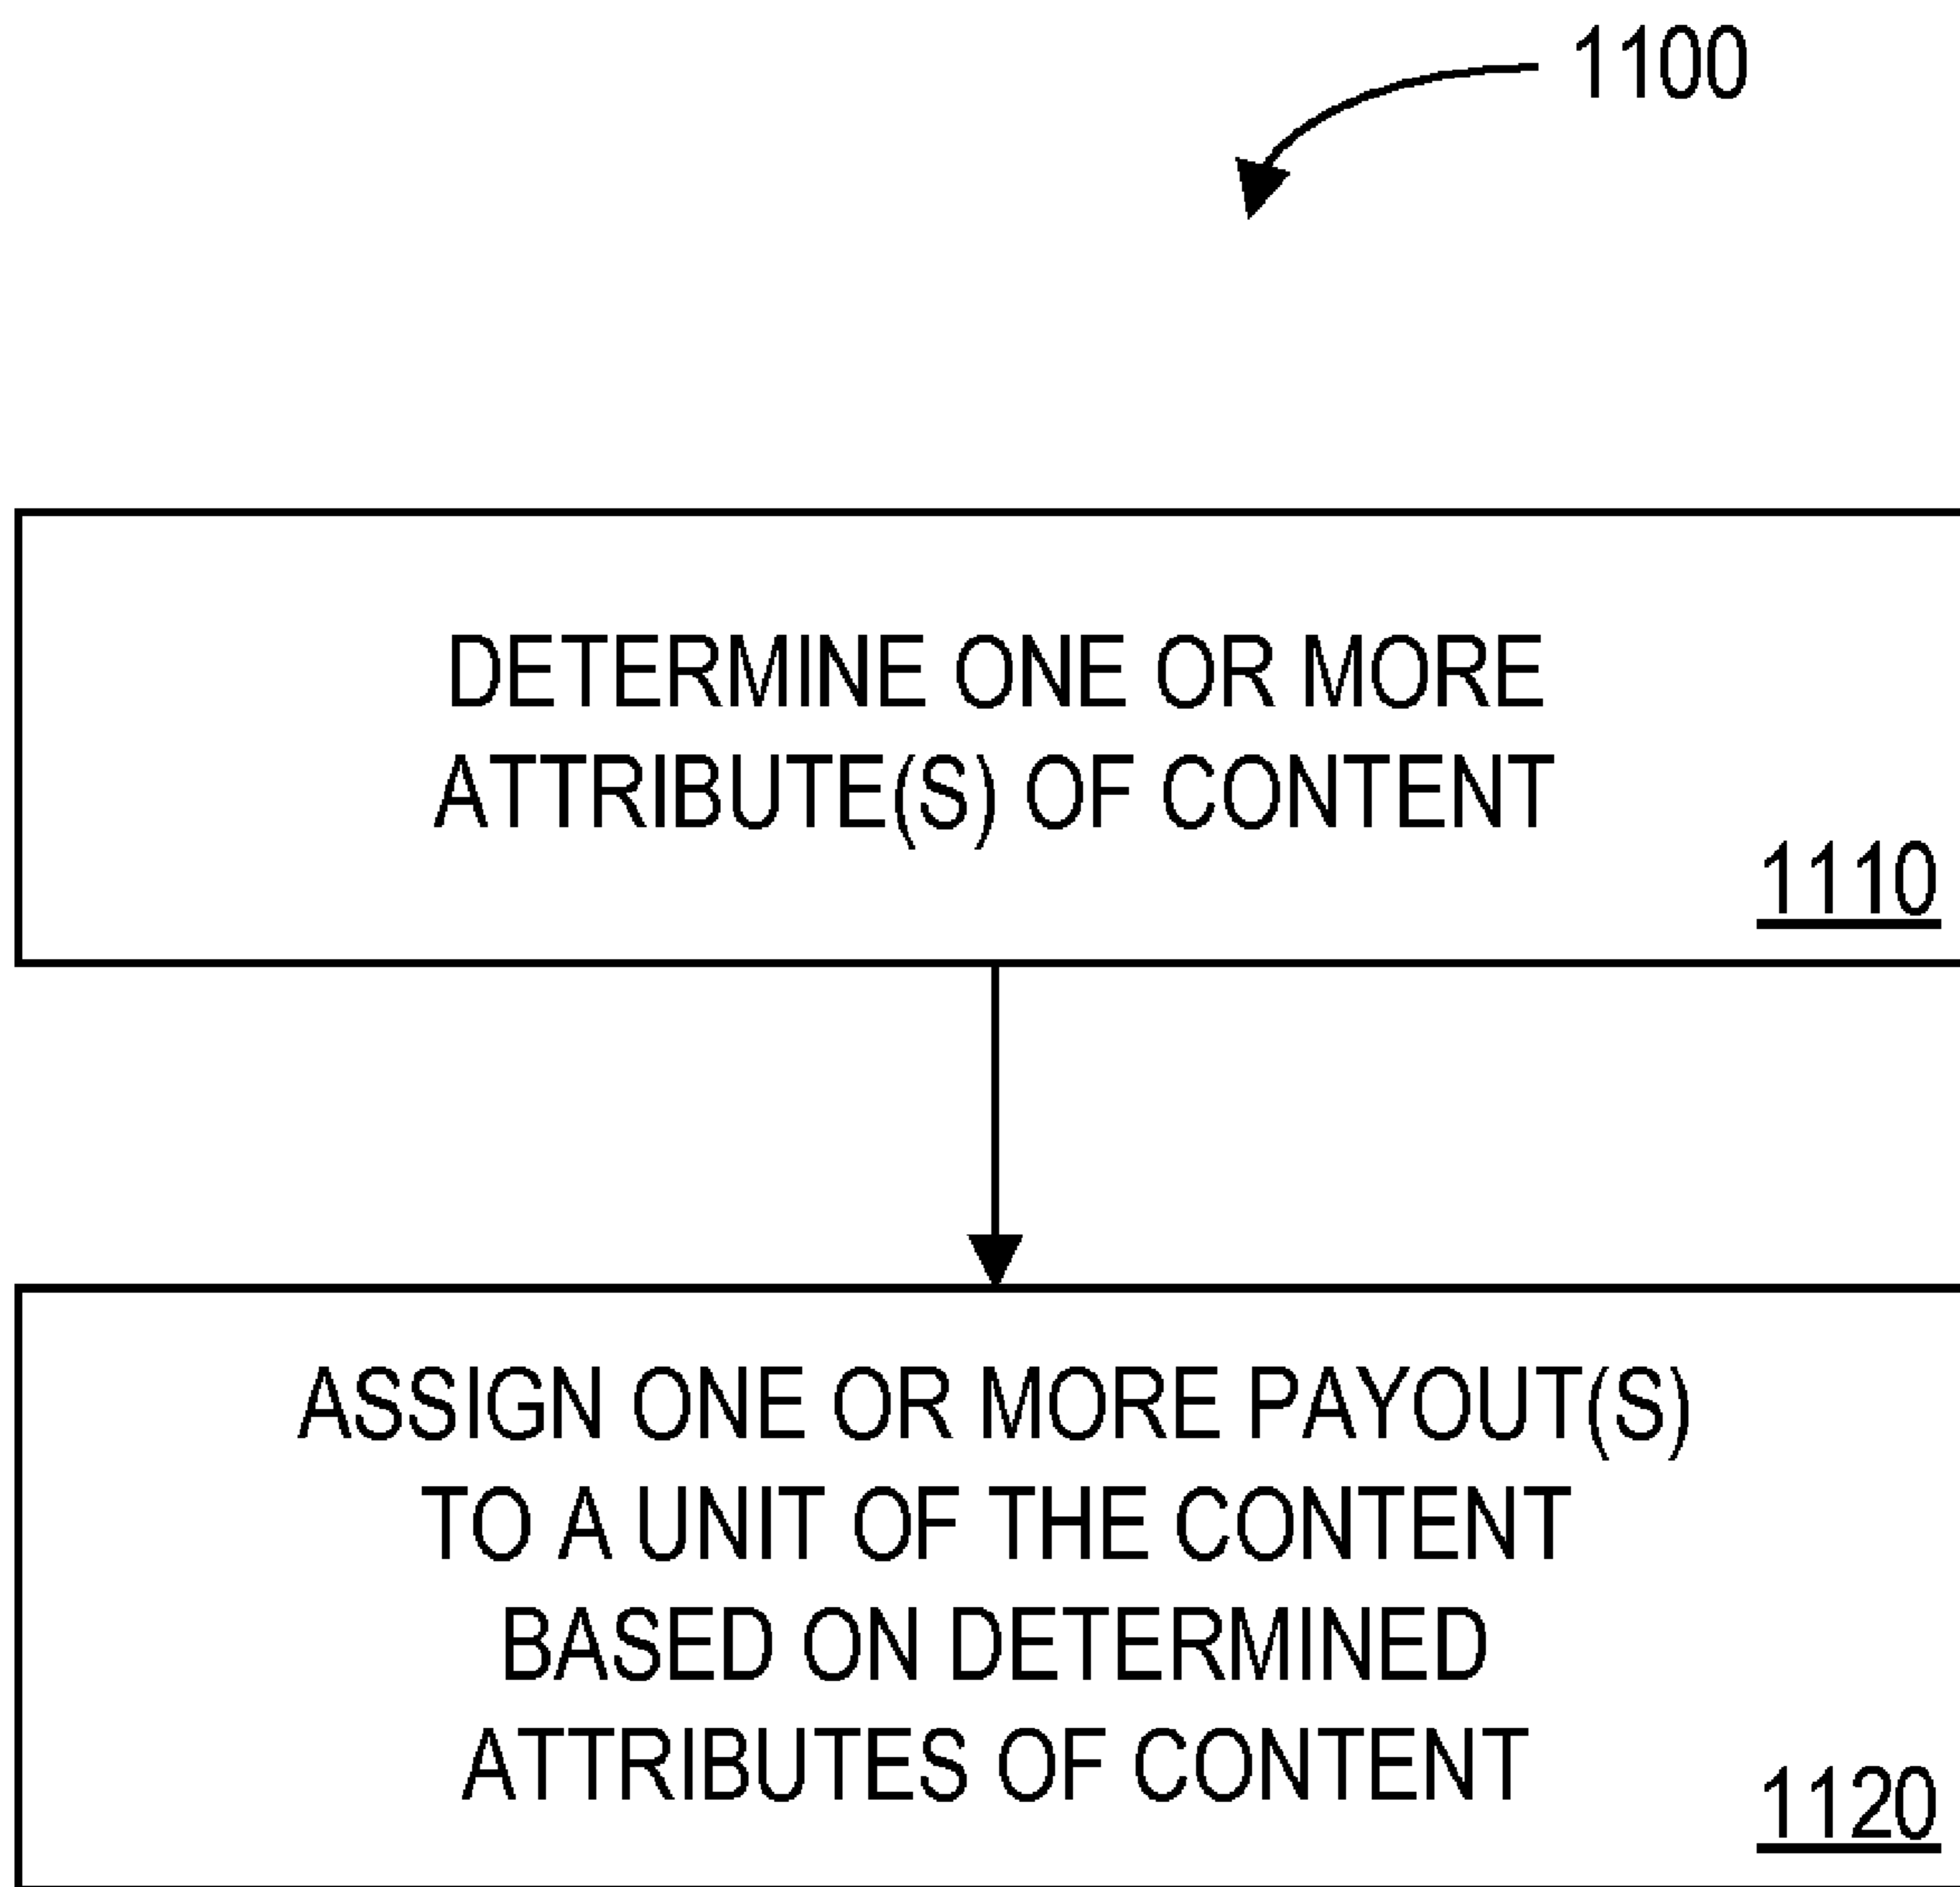 1100
DETERMINE ONE OR MORE
ATTRIBUTE(S) OF CONTENT
1110
ASSIGN ONE OR MORE PAYOUT(S)
TO A UNIT OF THE CONTENT
BASED ON DETERMINED
ATTRIBUTES OF CONTENT
1120